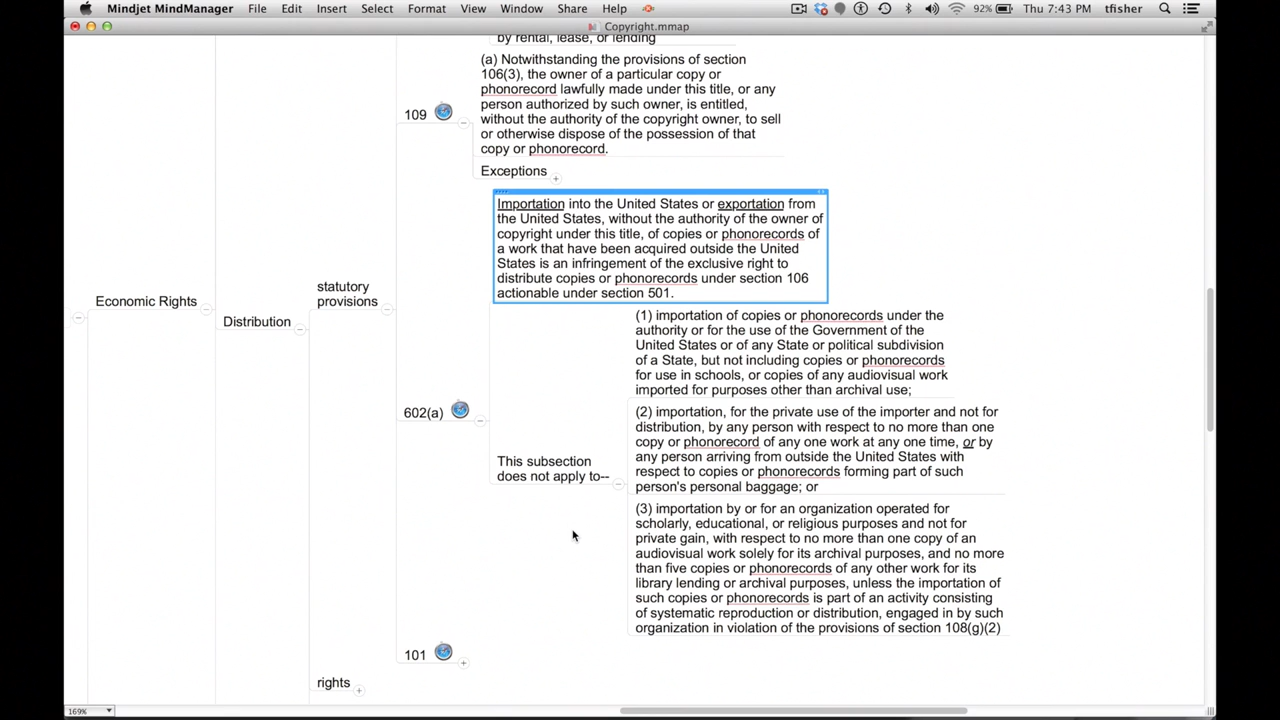 Mindjet MindManager File Edit Insert Select Format View Window Share Help 92% Thu 7:43 AM tfisher
Copyright.mmap
by rental, lease, or lending
(a) Notwithstanding the provisions of section
106(3), the owner of a particular copy or
phonorecord lawfully made under this title, or any
person authorized by such owner, is entitled,
without the authority of the copyright owner, to sell
or otherwise dispose of the possession of that
copy or phonorecord.
109
Exceptions
Importation into the United States or exportation from
the United States, without the authority of the owner of
copyright under this title, of copies or phonorecords of
a work that have been acquired outside the United
States is an infringement of the exclusive right to
distribute copies or phonorecords under section 106
actionable under section 501.
statutory
provisions
Economic Rights
Distribution
(1) importation of copies or phonorecords under the
authority or for the use of the Government of the
United States or of any State or political subdivision
of a State, but not including copies or phonorecords
for use in schools, or copies of any audiovisual work
imported for purposes other than archival use;
602(a)
(2) importation, for the private use of the importer and not for
distribution, by any person with respect to no more than one
copy or phonorecord of any one work at any one time, or by
any person arriving from outside the United States with
respect to copies or phonorecords forming part of such
person's personal baggage; or
This subsection
does not apply to--
(3) importation by or for an organization operated for
scholarly, educational, or religious purposes and not for
private gain, with respect to no more than one copy of an
audiovisual work solely for its archival purposes, and no more
than five copies or phonorecords of any other work for its
library lending or archival purposes, unless the importation of
such copies or phonorecords is part of an activity consisting
of systematic reproduction or distribution, engaged in by such
organization in violation of the provisions of section 108(g)(2)
101
rights
169%